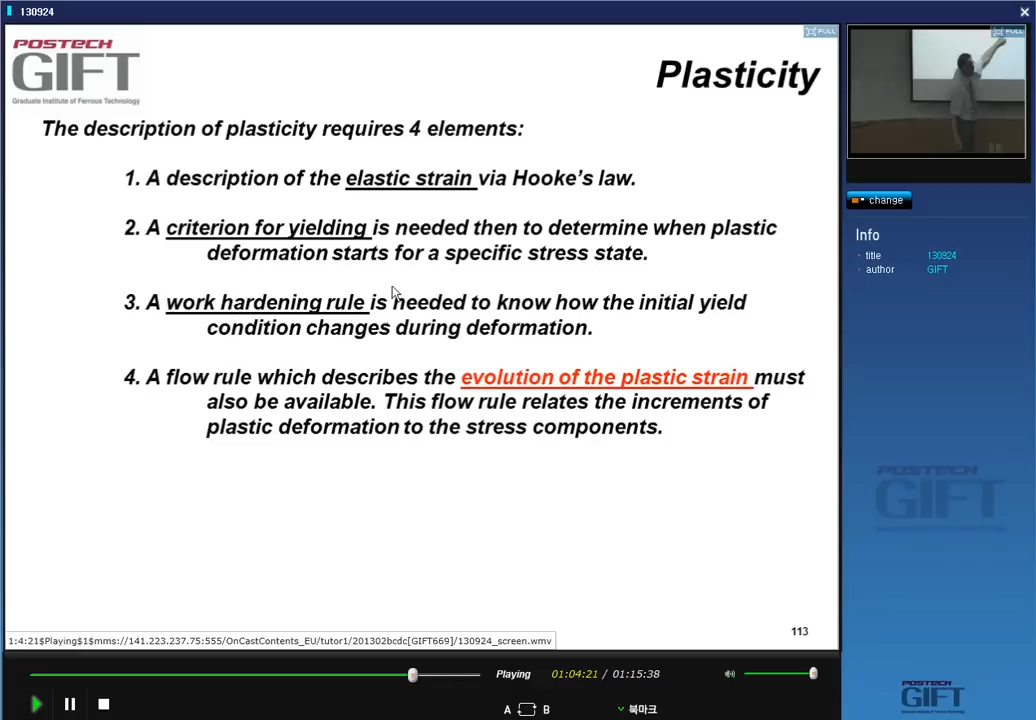 130924
FULL
FULL
POSTECH
GIFT
Graduate Institute of Ferrous Technology
Plasticity
The description of plasticity requires 4 elements:
1. A description of the elastic strain via Hooke's law.
2. A criterion for yielding is needed then to determine when plastic
deformation starts for a specific stress state.
3. A work hardening rule is needed to know how the initial yield
condition changes during deformation.
4. A flow rule which describes the evolution of the plastic strain must
also be available. This flow rule relates the increments of
plastic deformation to the stress components.
113
change
Info
title 130924
author GIFT
POSTECH
GIFT
1:4:21$Playing$1$mms://141.223.237.75:555/OnCastContents_EU/tutor1/201302bcdc[GIFT669]/130924_screen.wmv
Playing 01:04:21 / 01:15:38
A B 북마크
POSTECH
GIFT